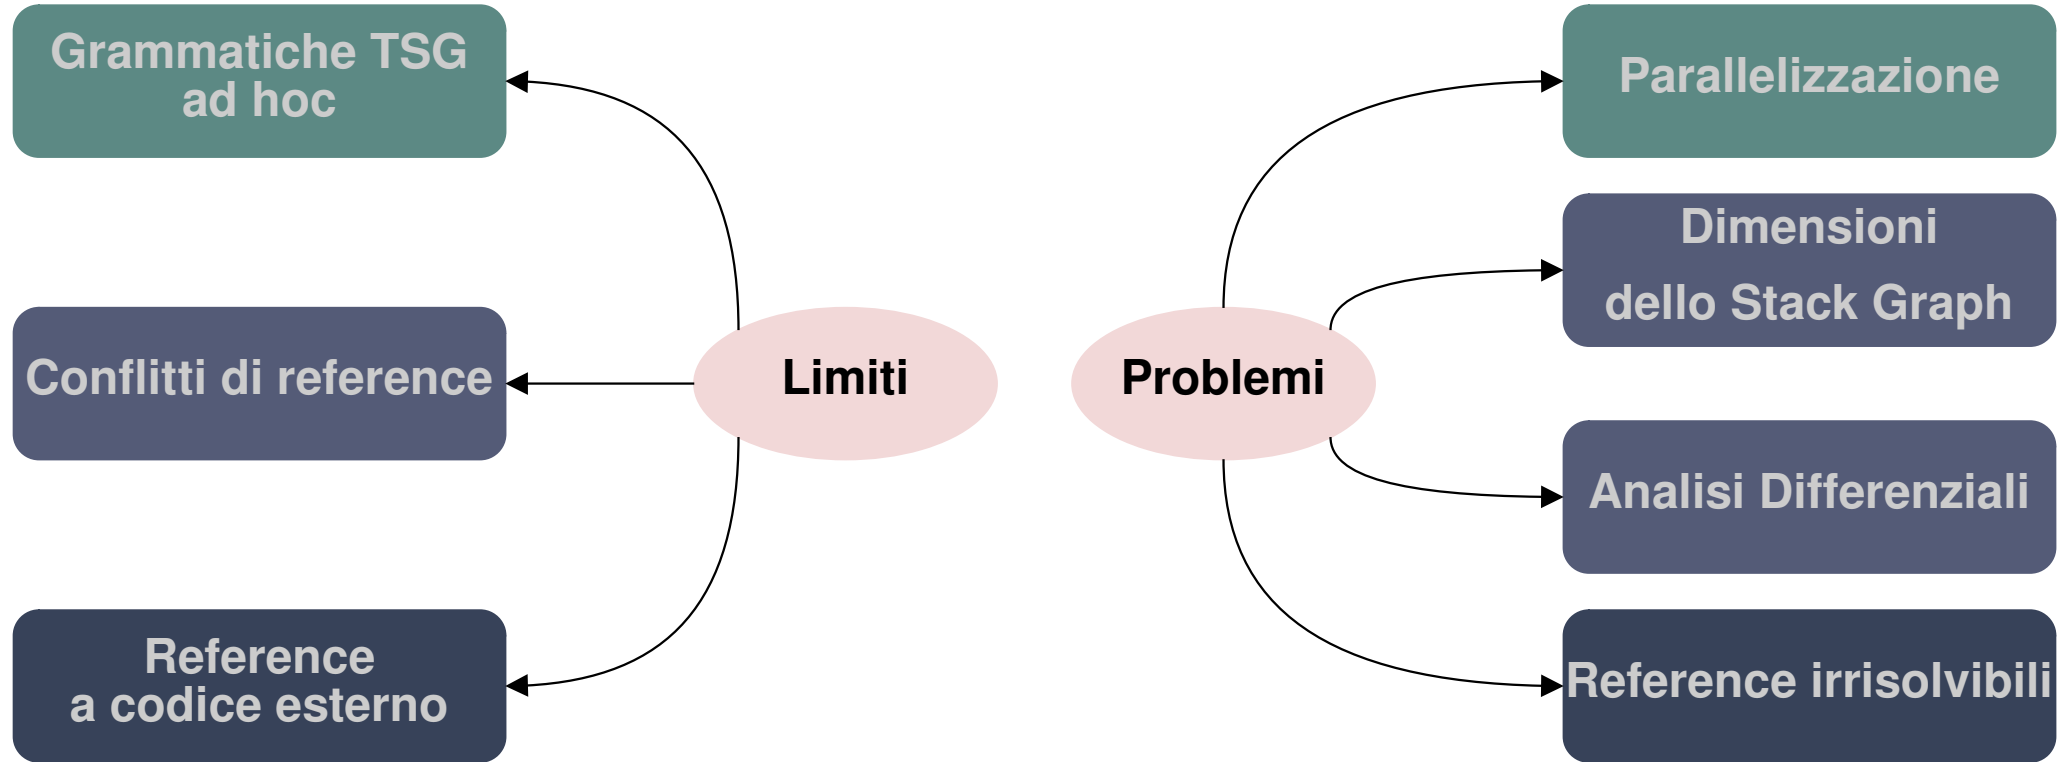 Grammatiche TSG
ad hoc
Conflitti di reference
Reference
a codice esterno
Limiti
Problemi
Parallelizzazione
Dimensioni
dello Stack Graph
Analisi Differenziali
Reference irrisolvibili